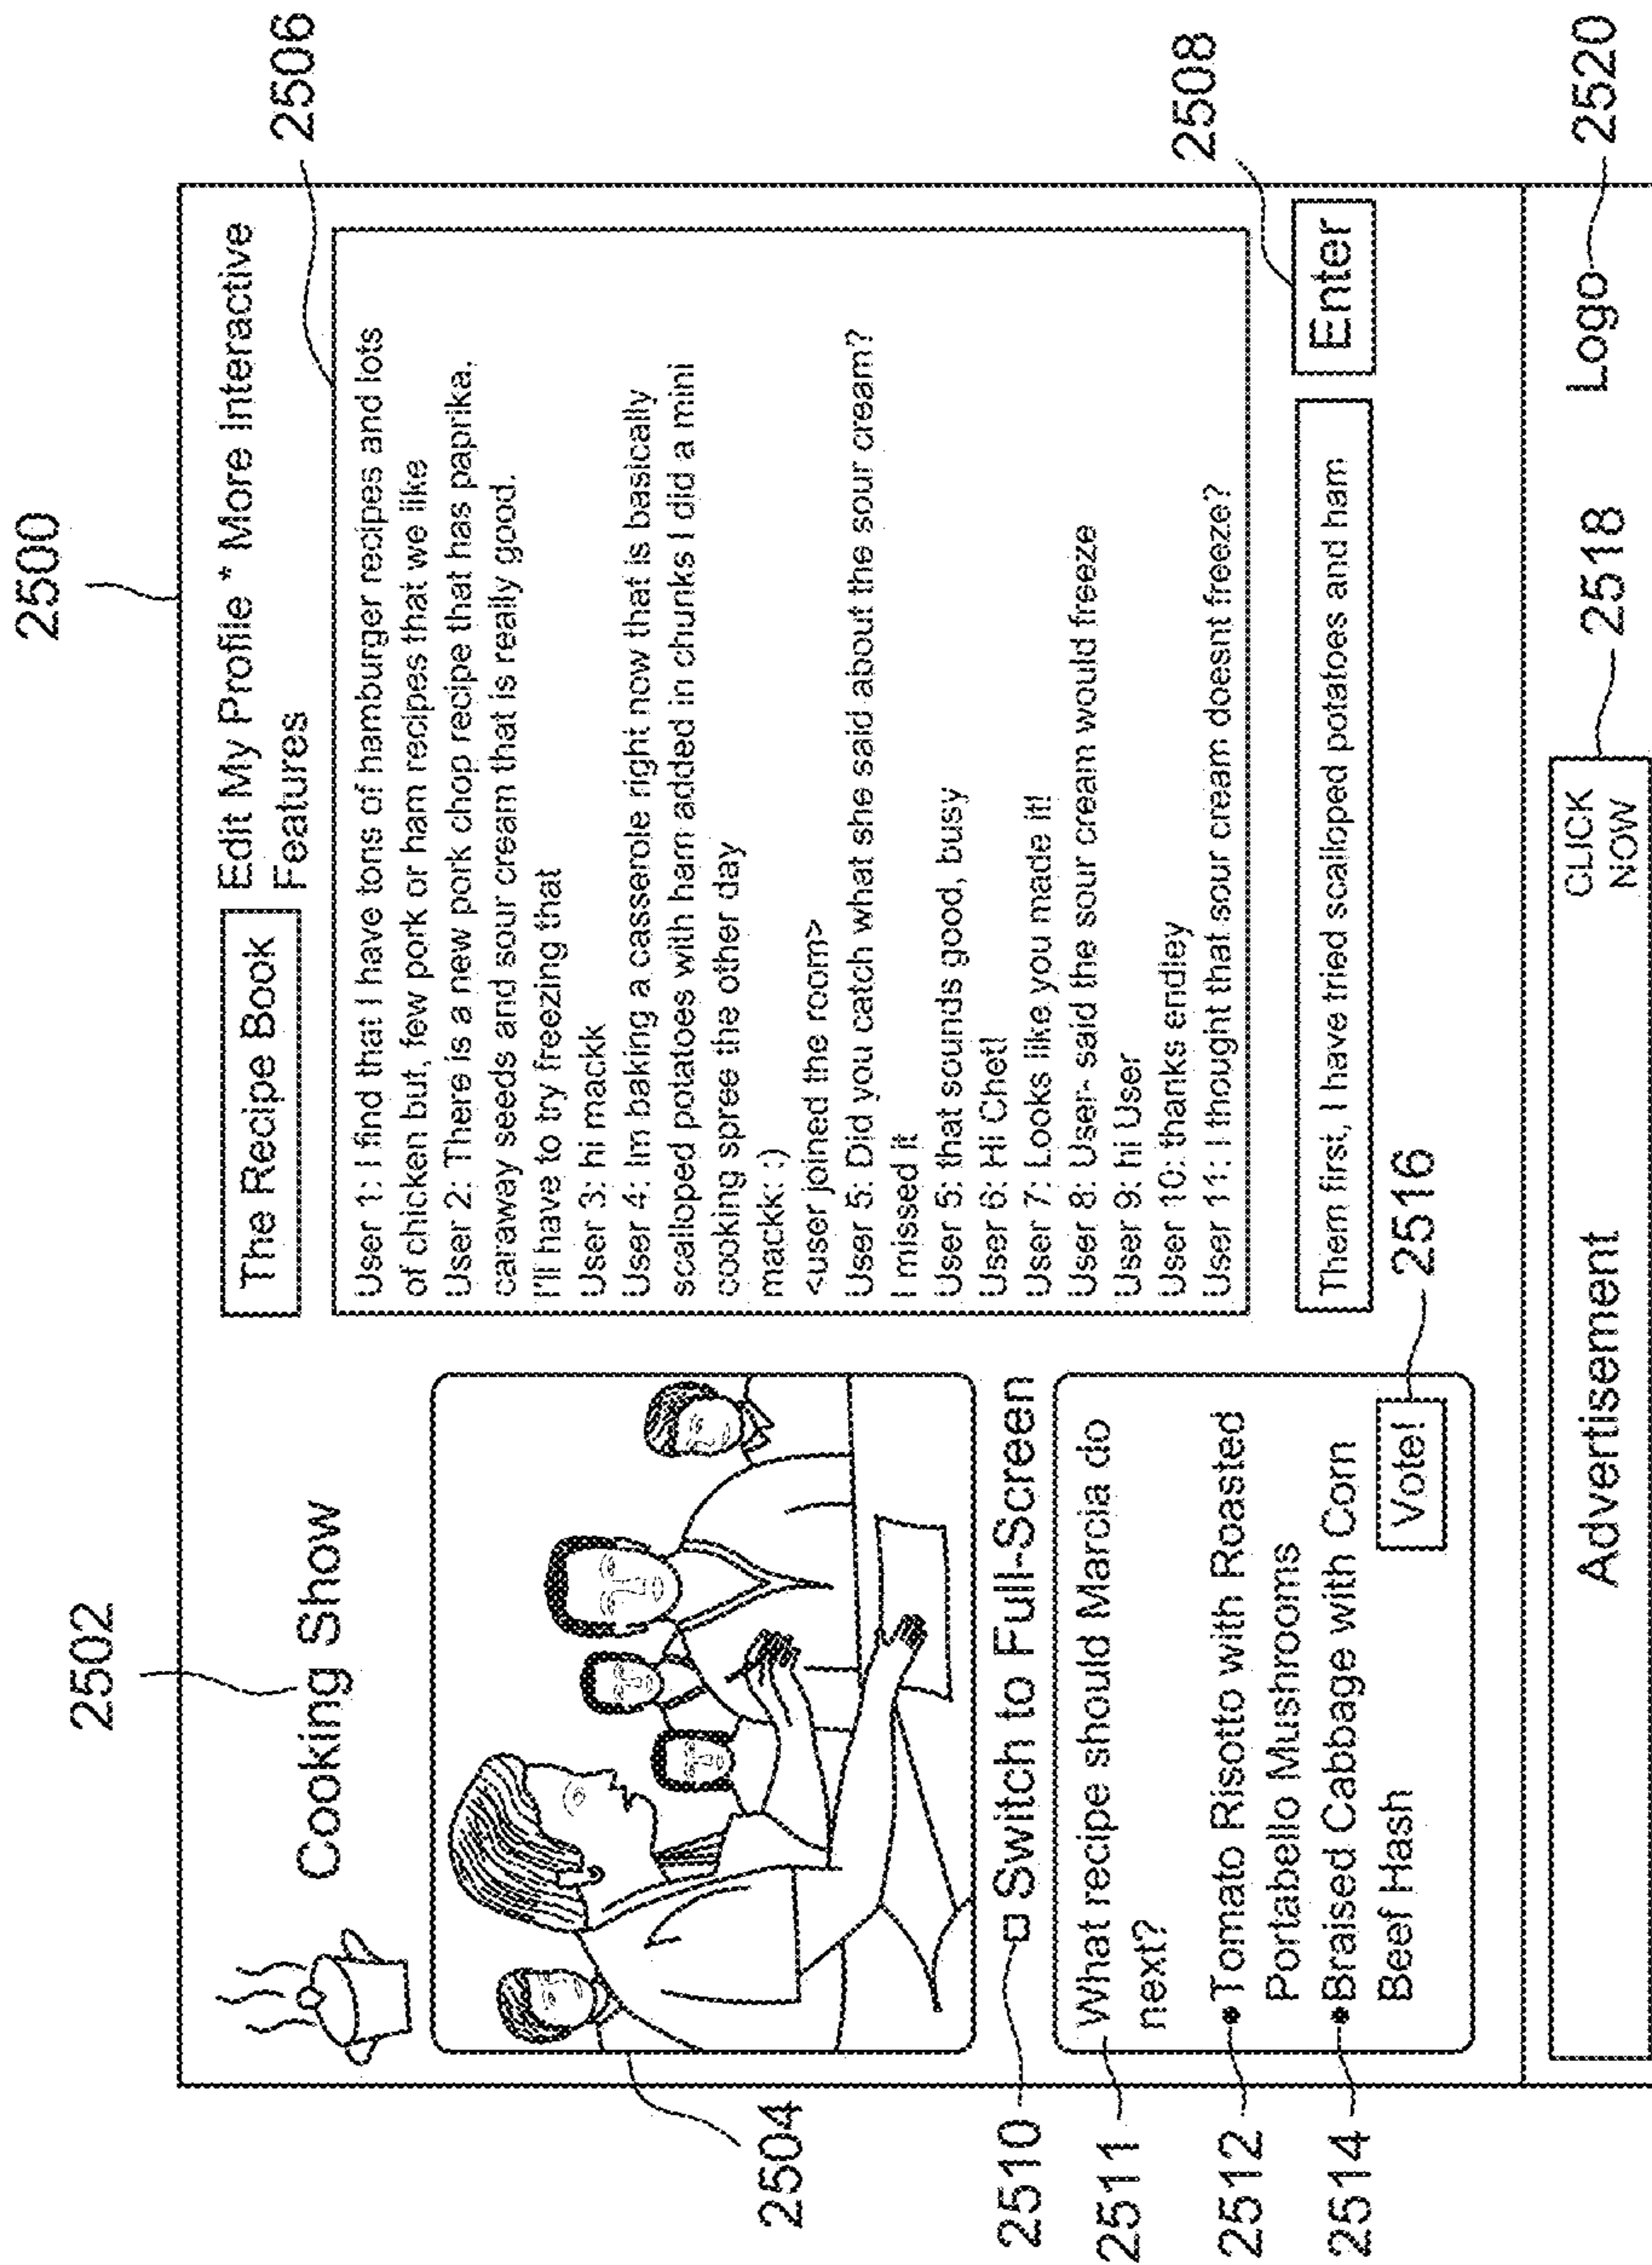 2500
2502
Cooking Show
The Recipe Book
Edit My Profile * More Interactive
Features
2506
2504
User 1: I find that I have tons of hamburger recipes and lots
of chicken but, few pork or ham recipes that we like
User 2: There is a new pork chop recipe that has paprika,
caraway seeds and sour cream that is really good.
I'll have to try freezing that
User 3: hi mackk
User 4: Im baking a casserole right now that is basically
scalloped potatoes with ham added in chunks I did a mini
cooking spree the other day
mackk: :)
<user joined the room>
User 5: Did you catch what she said about the sour cream?
I missed it
User 5: that sounds good, busy
User 6: Hi Chet!
User 7: Looks like you made it!
User 8: User- said the sour cream would freeze
User 9: hi User
User 10: thanks endley
User 11: I thought that sour cream doesnt freeze?
2510
Switch to Full-Screen
2511
What recipe should Marcia do
next?
2512
• Tomato Risotto with Roasted
Portabello Mushrooms
2514
• Braised Cabbage with Corn
Beef Hash
Vote!
2516
Them first, I have tried scalloped potatoes and ham
Enter
2508
Advertisement
CLICK
NOW
2518
Logo
2520